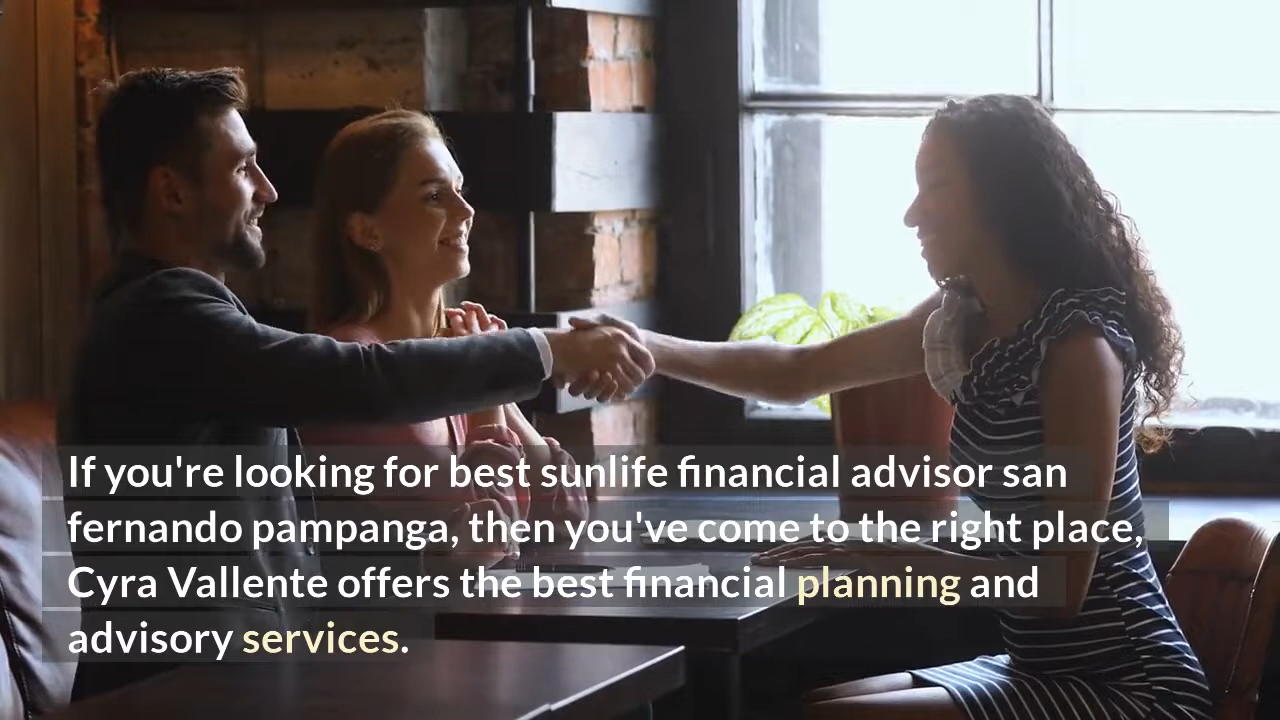 If you're looking for best sunlife financial advisor san
fernando pampanga, then you've come to the right place,
Cyra Vallente offers the best financial planning and
advisory services.